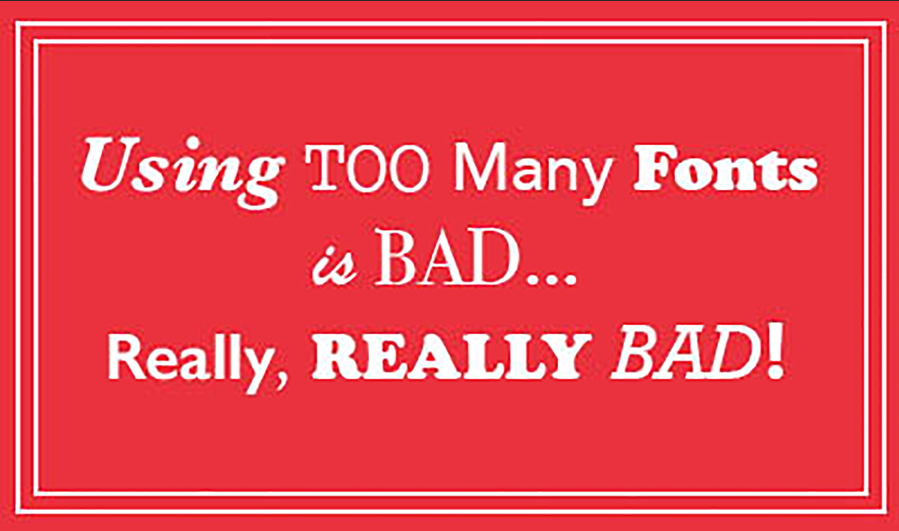 Using TOO Many Fonts
is BAD...
Really, REALLY BAD!